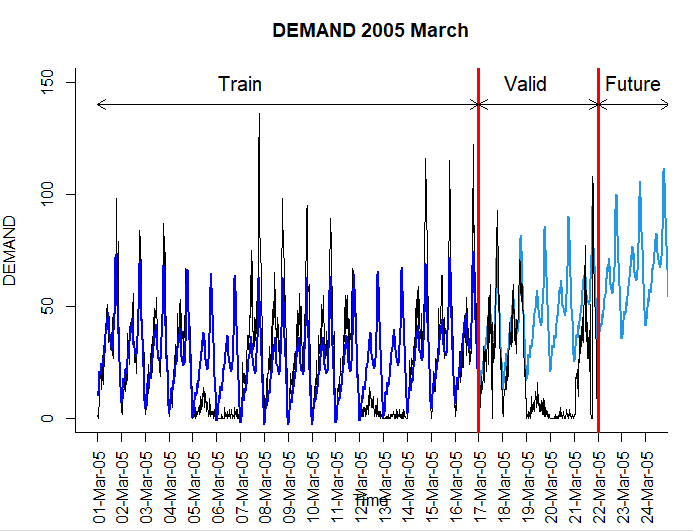 DEMAND 2005 March
Train Valid Future
150
100
50
0
DEMAND
01-Mar-05
02-Mar-05
03-Mar-05
04-Mar-05
05-Mar-05
06-Mar-05
07-Mar-05
08-Mar-05
09-Mar-05
10-Mar-05
11-Mar-05
12-Mar-05
13-Mar-05
14-Mar-05
15-Mar-05
16-Mar-05
17-Mar-05
18-Mar-05
19-Mar-05
20-Mar-05
21-Mar-05
22-Mar-05
23-Mar-05
24-Mar-05
Time